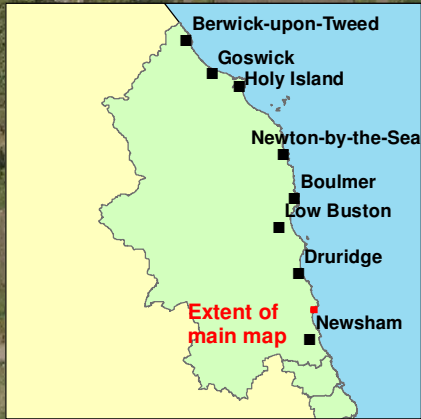 Berwick-upon-Tweed
Goswick
Holy Island
Newton-by-the-Sea
Boulmer
Low Buston
Druridge
Extent of
main map
Newsham